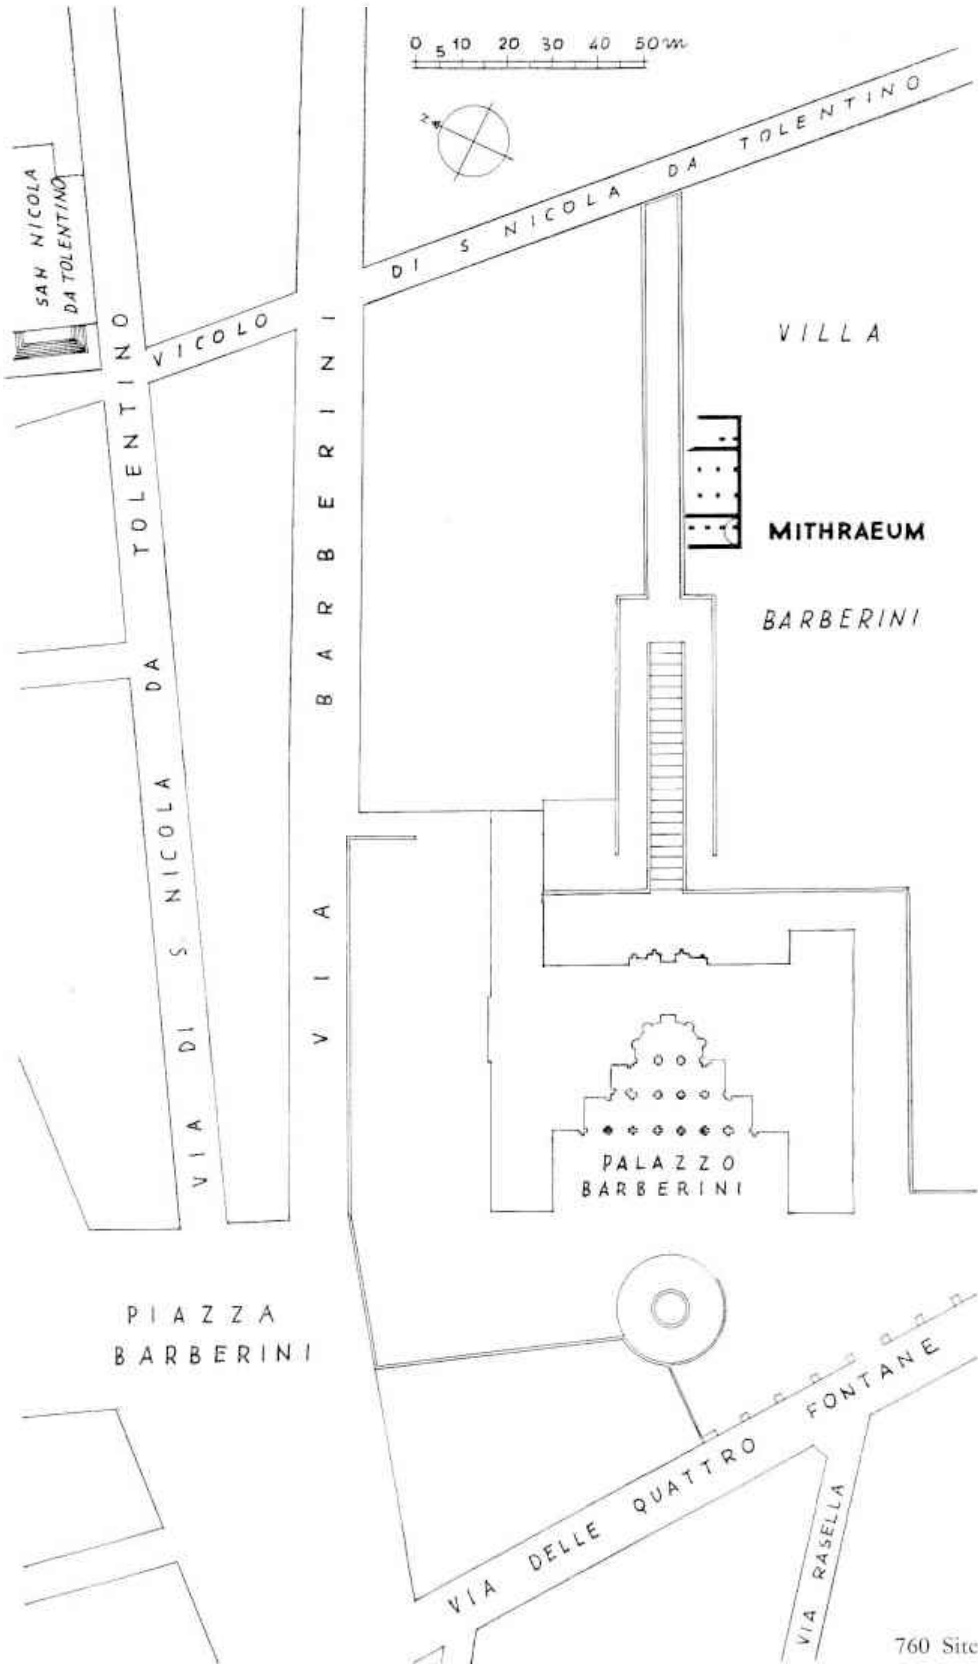 0 5 10 20 30 40 50m
N
SAN NICOLA
DA TOLENTINO
VICOLO DI S NICOLA DA TOLENTINO
VILLA
MITHRAEUM
BARBERINI
VIA DI S NICOLA DA TOLENTINO
VIA BARBERINI
PALAZZO
BARBERINI
PIAZZA
BARBERINI
VIA DELLE QUATTRO FONTANE
VIA RASELLA
760 Site